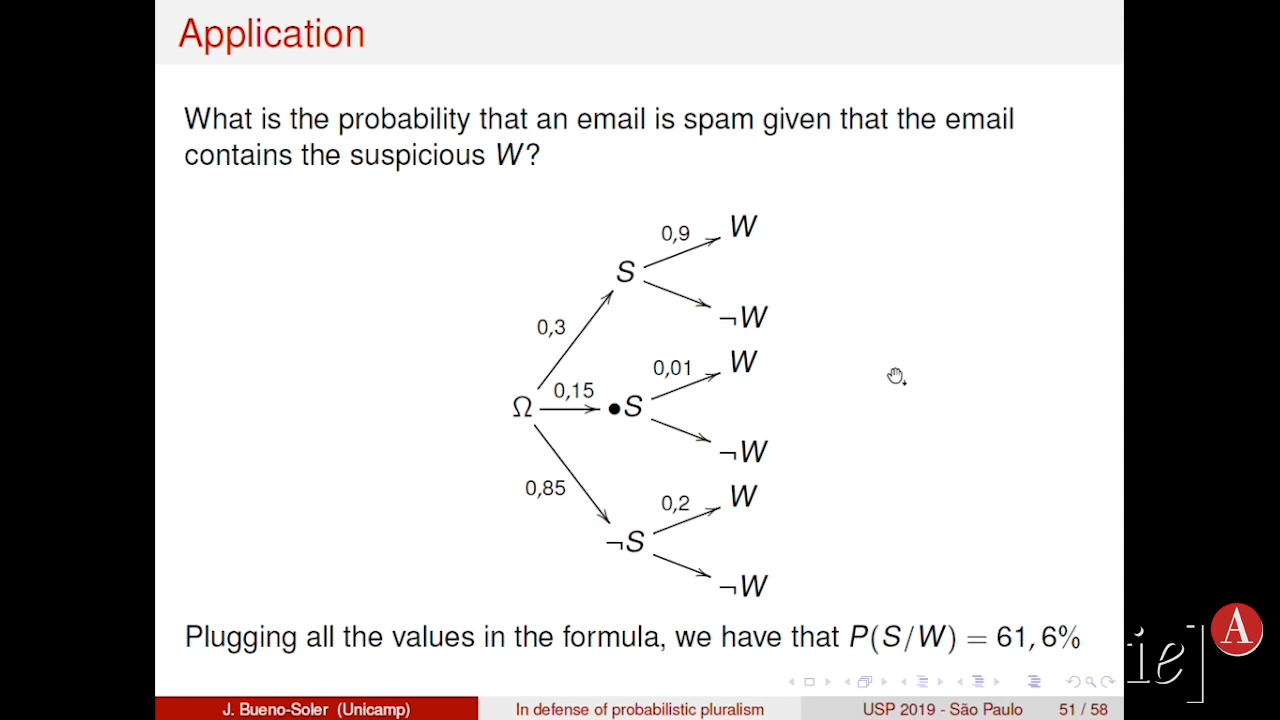 Application
What is the probability that an email is spam given that the email
contains the suspicious W?
0,9
W
S
¬W
0,3
0,01
W
Ω
0,15
•S
¬W
0,85
0,2
W
¬S
¬W
Plugging all the values in the formula, we have that P(S/W) = 61,6%
J. Bueno-Soler (Unicamp)
In defense of probabilistic pluralism
USP 2019 - São Paulo
51 / 58
A
ie]